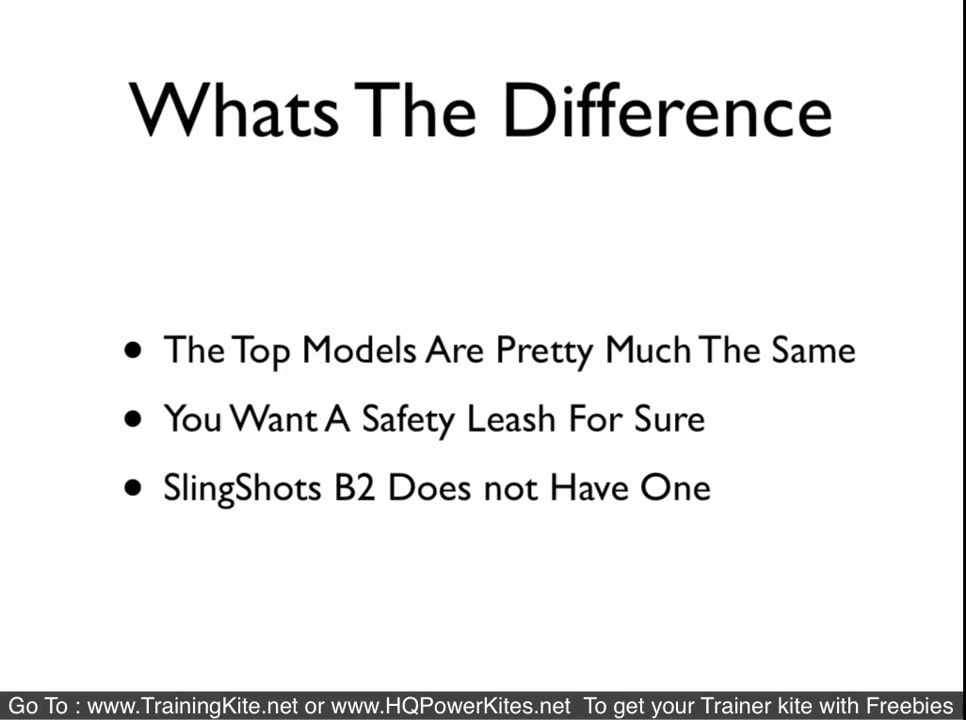 Whats The Difference
• The Top Models Are Pretty Much The Same
• You Want A Safety Leash For Sure
• SlingShots B2 Does not Have One
Go To : www.TrainingKite.net or www.HQPowerKites.net  To get your Trainer kite with Freebies